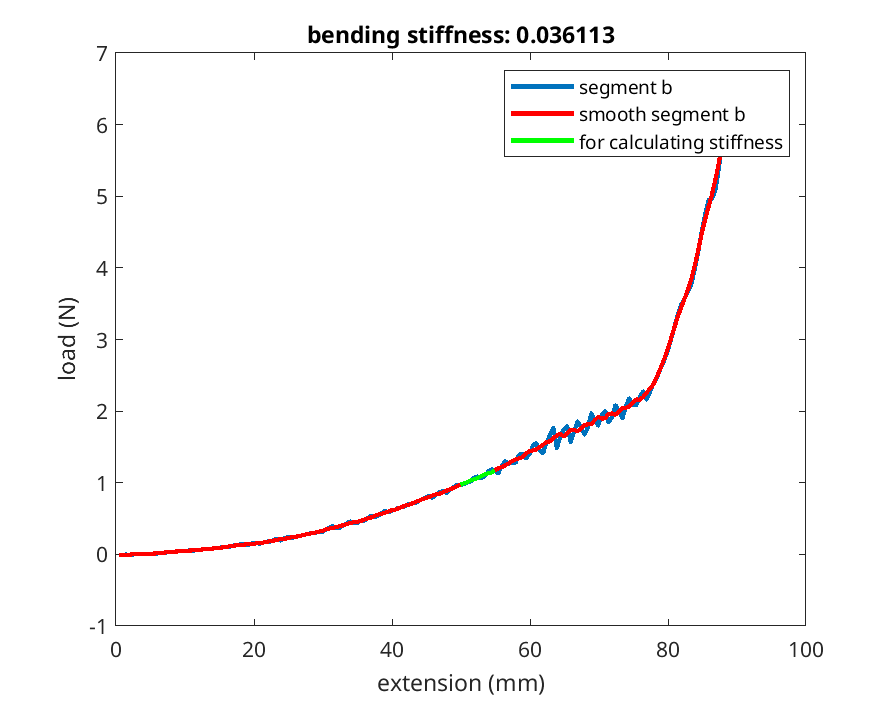 bending stiffness: 0.036113
7
6
5
4
3
2
1
0
-1
load (N)
segment b
smooth segment b
for calculating stiffness
0 20 40 60 80 100
extension (mm)